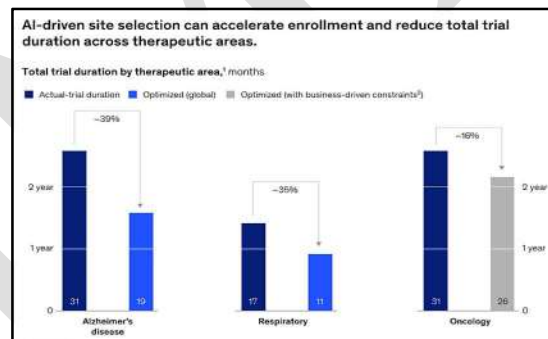 AI-driven site selection can accelerate enrollment and reduce total trial
duration across therapeutic areas.
Total trial duration by therapeutic area,¹ months
Actual-trial duration Optimized (global) Optimized (with business-driven constraints²)
~39% ~35% ~16%
2 year 2 year
1 year 1 year
0 0
31 19 17 11 31 26
Alzheimer's Respiratory Oncology
disease